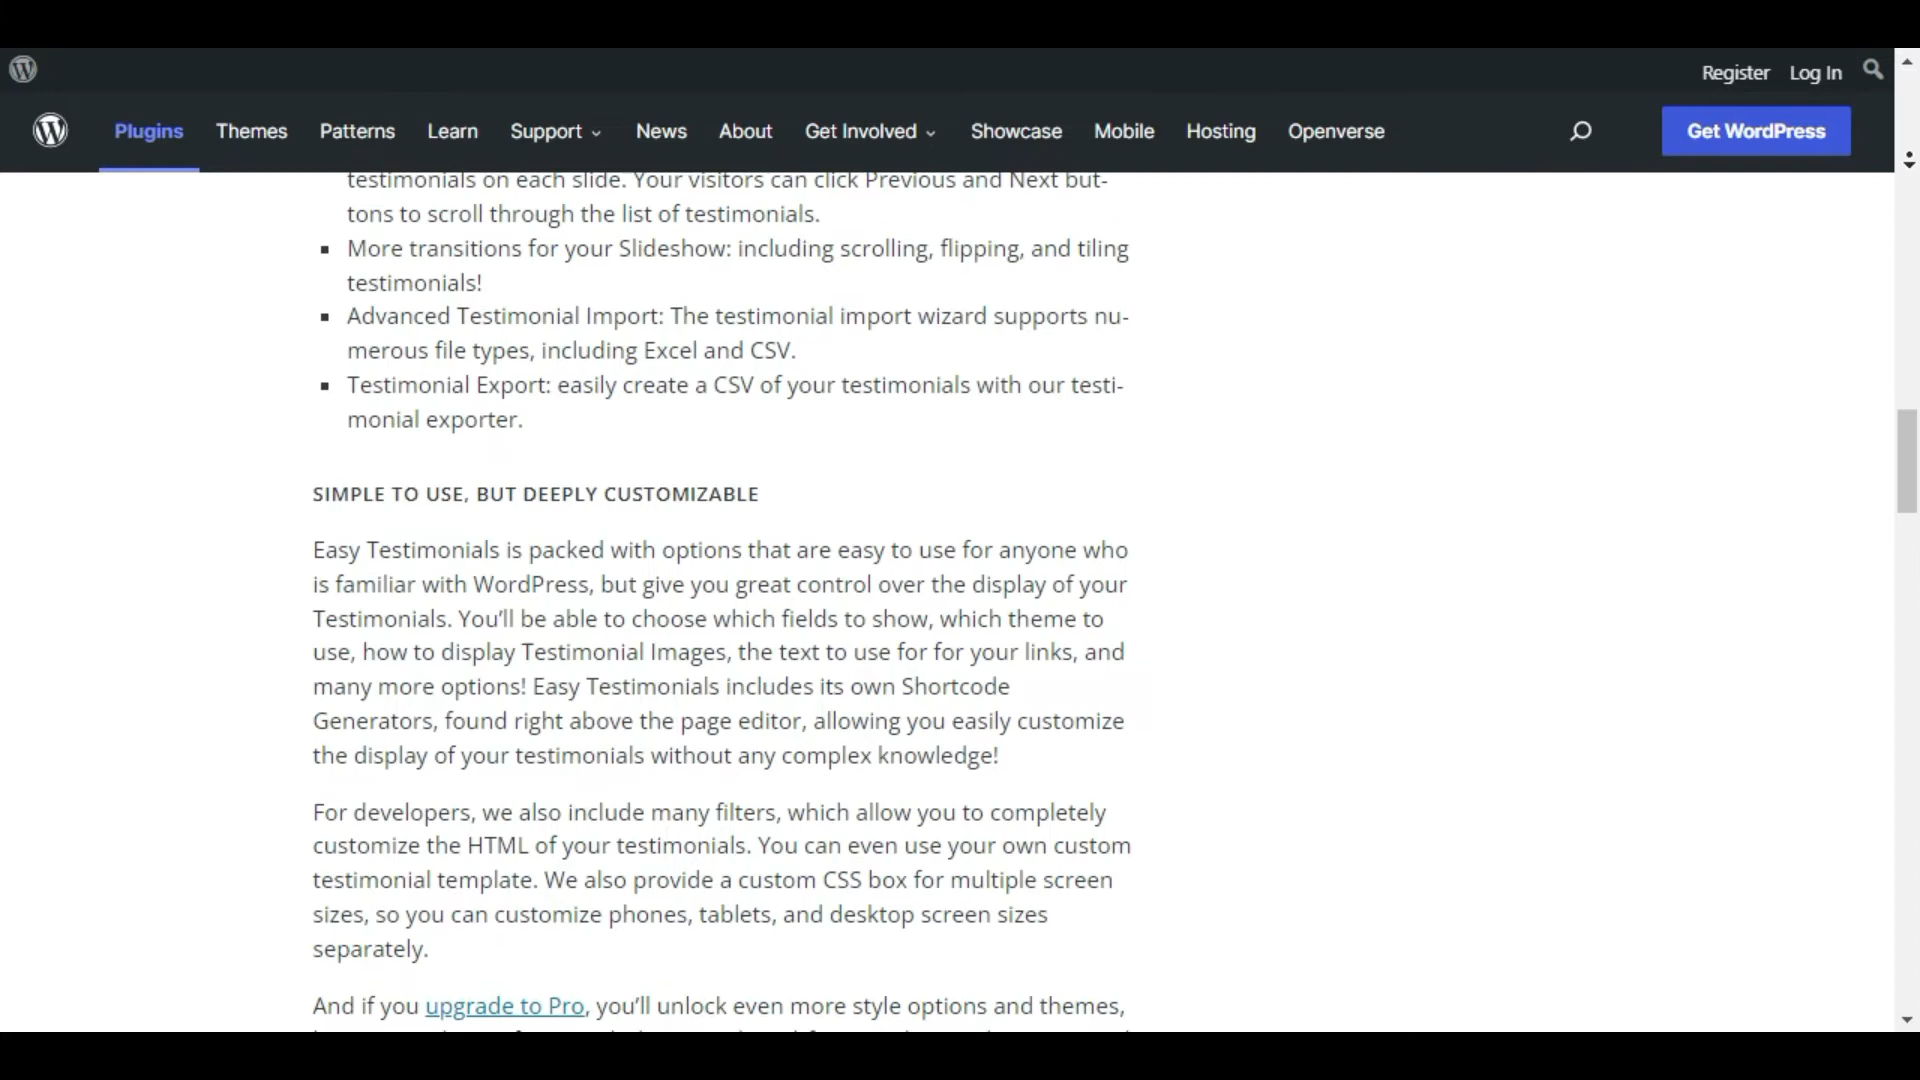 Register Log In
Plugins Themes Patterns Learn Support News About Get Involved Showcase Mobile Hosting Openverse Get WordPress
testimonials on each slide. Your visitors can click Previous and Next but-
tons to scroll through the list of testimonials.
More transitions for your Slideshow: including scrolling, flipping, and tiling
testimonials!
Advanced Testimonial Import: The testimonial import wizard supports nu-
merous file types, including Excel and CSV.
Testimonial Export: easily create a CSV of your testimonials with our testi-
monial exporter.
SIMPLE TO USE, BUT DEEPLY CUSTOMIZABLE
Easy Testimonials is packed with options that are easy to use for anyone who
is familiar with WordPress, but give you great control over the display of your
Testimonials. You’ll be able to choose which fields to show, which theme to
use, how to display Testimonial Images, the text to use for for your links, and
many more options! Easy Testimonials includes its own Shortcode
Generators, found right above the page editor, allowing you easily customize
the display of your testimonials without any complex knowledge!
For developers, we also include many filters, which allow you to completely
customize the HTML of your testimonials. You can even use your own custom
testimonial template. We also provide a custom CSS box for multiple screen
sizes, so you can customize phones, tablets, and desktop screen sizes
separately.
And if you upgrade to Pro, you’ll unlock even more style options and themes,